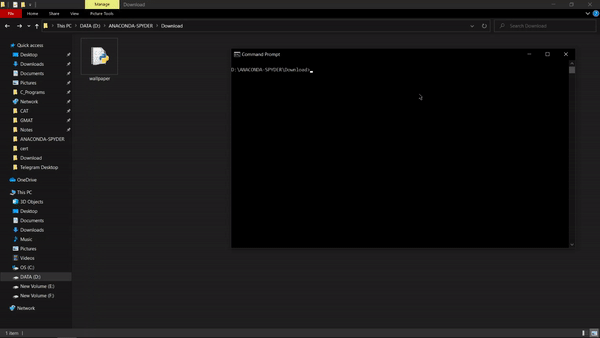 Manage
Download
File
Home
Share
View
Picture Tools
This PC
DATA (D:)
ANACONDA-SPYDER
Download
Search Download
Quick access
Desktop
Downloads
Documents
Pictures
C_Programs
Network
CAT
GMAT
Notes
ANACONDA-SPYDER
cert
Download
Telegram Desktop
OneDrive
This PC
3D Objects
Desktop
Documents
Downloads
Music
Pictures
Videos
OS (C:)
DATA (D:)
New Volume (E:)
New Volume (F:)
Network
wallpaper
Command Prompt
D:\ANACONDA-SPYDER\Download>
1 item